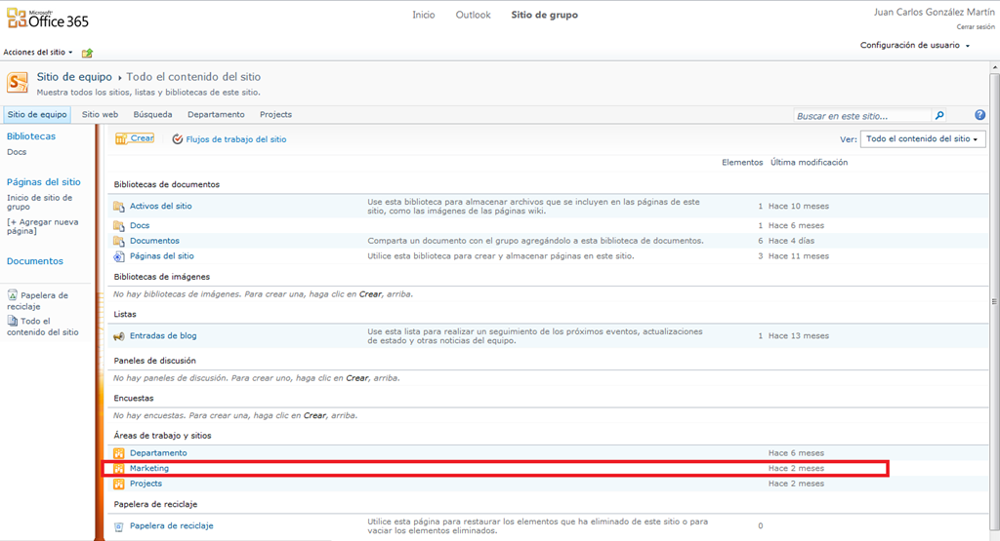 Microsoft®
Office 365
Inicio Outlook Sitio de grupo
Juan Carlos González Martín
Cerrar sesión
Acciones del sitio
Configuración de usuario
Sitio de equipo Todo el contenido del sitio
Muestra todos los sitios, listas y bibliotecas de este sitio.
Sitio de equipo Sitio web Búsqueda Departamento Projects
Buscar en este sitio...
Bibliotecas
Docs
Páginas del sitio
Inicio de sitio de
grupo
[+ Agregar nueva
página]
Documentos
Papelera de
reciclaje
Todo el
contenido del sitio
Crear Flujos de trabajo del sitio
Ver: Todo el contenido del sitio
Elementos Última modificación
Bibliotecas de documentos
Activos del sitio Use esta biblioteca para almacenar archivos que se incluyen en las páginas de este
sitio, como las imágenes de las páginas wiki. 1 Hace 10 meses
Docs 1 Hace 6 meses
Documentos Comparta un documento con el grupo agregándolo a esta biblioteca de documentos. 6 Hace 4 días
Páginas del sitio Utilice esta biblioteca para crear y almacenar páginas en este sitio. 3 Hace 11 meses
Bibliotecas de imágenes
No hay bibliotecas de imágenes. Para crear una, haga clic en Crear, arriba.
Listas
Entradas de blog Use esta lista para realizar un seguimiento de los próximos eventos, actualizaciones
de estado y otras noticias del equipo. 1 Hace 13 meses
Paneles de discusión
No hay paneles de discusión. Para crear uno, haga clic en Crear, arriba.
Encuestas
No hay encuestas. Para crear una, haga clic en Crear, arriba.
Áreas de trabajo y sitios
Departamento Hace 6 meses
Marketing Hace 2 meses
Projects Hace 2 meses
Papelera de reciclaje
Papelera de reciclaje Utilice esta página para restaurar los elementos que ha eliminado de este sitio o para
vaciar los elementos eliminados. 0